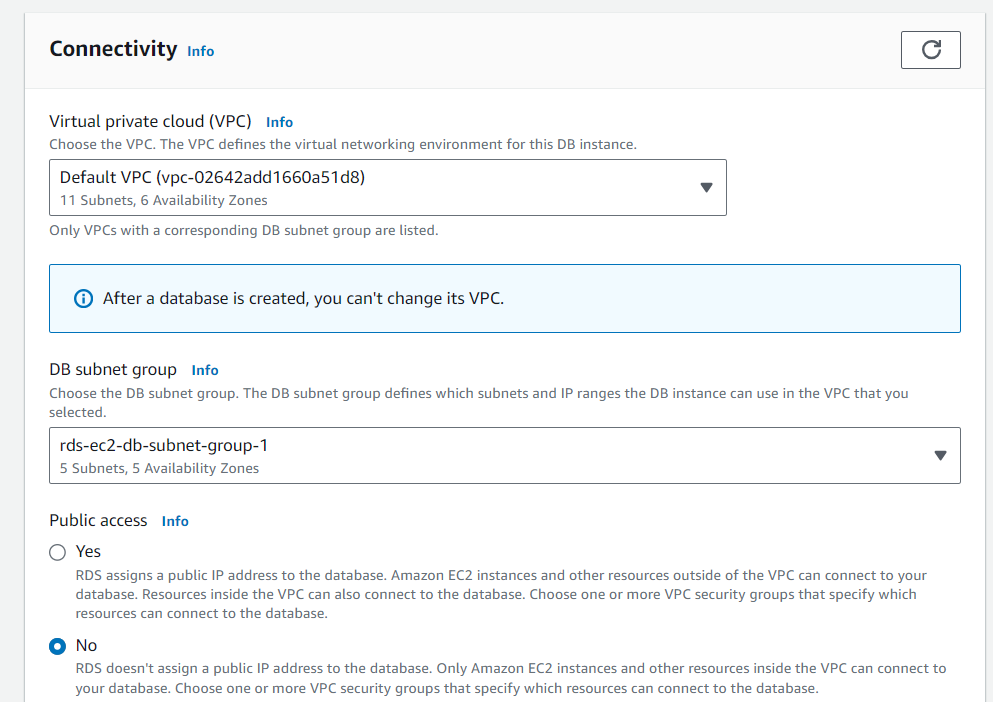 Connectivity Info
Virtual private cloud (VPC) Info
Choose the VPC. The VPC defines the virtual networking environment for this DB instance.
Default VPC (vpc-02642add1660a51d8)
11 Subnets, 6 Availability Zones
Only VPCs with a corresponding DB subnet group are listed.
After a database is created, you can't change its VPC.
DB subnet group Info
Choose the DB subnet group. The DB subnet group defines which subnets and IP ranges the DB instance can use in the VPC that you
selected.
rds-ec2-db-subnet-group-1
5 Subnets, 5 Availability Zones
Public access Info
Yes
RDS assigns a public IP address to the database. Amazon EC2 instances and other resources outside of the VPC can connect to your
database. Resources inside the VPC can also connect to the database. Choose one or more VPC security groups that specify which
resources can connect to the database.
No
RDS doesn't assign a public IP address to the database. Only Amazon EC2 instances and other resources inside the VPC can connect to
your database. Choose one or more VPC security groups that specify which resources can connect to the database.